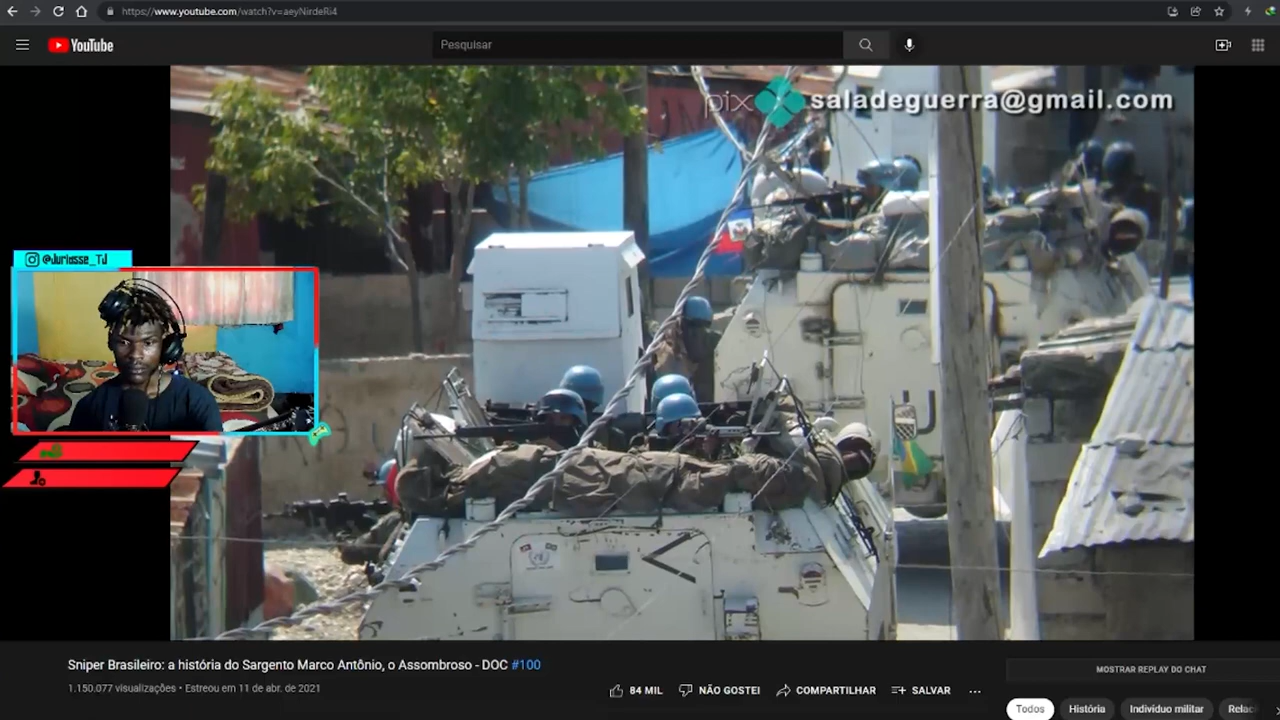 https://www.youtube.com/watch?v=aeyNirdeRi4
YouTube
Pesquisar
pix saladeguerra@gmail.com
@Juriasse_TJ
Sniper Brasileiro: a história do Sargento Marco Antônio, o Assombroso - DOC #100
1.150.077 visualizações • Estreou em 11 de abr. de 2021
84 MIL
NÃO GOSTEI
COMPARTILHAR
SALVAR
MOSTRAR REPLAY DO CHAT
Todos
História
Indivíduo militar